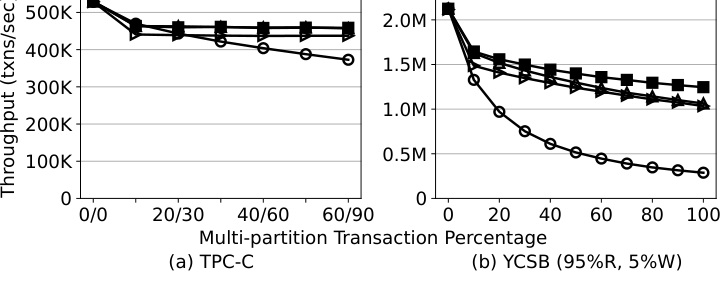 Throughput (txns/sec)
500K
400K
300K
200K
100K
0
0/0 20/30 40/60 60/90
2.0M
1.5M
1.0M
0.5M
0
0 20 40 60 80 100
Multi-partition Transaction Percentage
(a) TPC-C
(b) YCSB (95%R, 5%W)